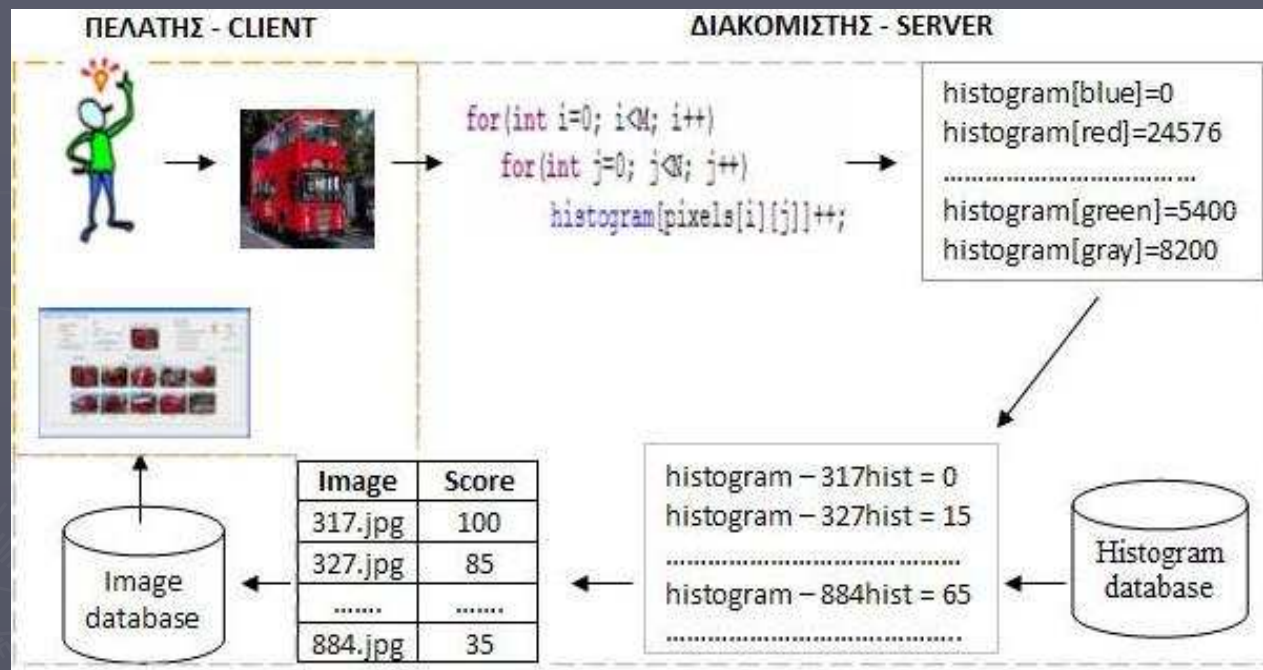 ΠΕΛΑΤΗΣ - CLIENT
ΔΙΑΚΟΜΙΣΤΗΣ - SERVER
for(int i=0; i<M; i++)
for(int j=0; j<N; j++)
histogram[pixels[i][j]]++;
histogram[blue]=0
histogram[red]=24576
....................................
histogram[green]=5400
histogram[gray]=8200
histogram – 317hist = 0
histogram – 327hist = 15
..........................................
histogram – 884hist = 65
..........................................
Histogram
database
Image Score
317.jpg 100
327.jpg 85
....... .......
884.jpg 35
Image
database